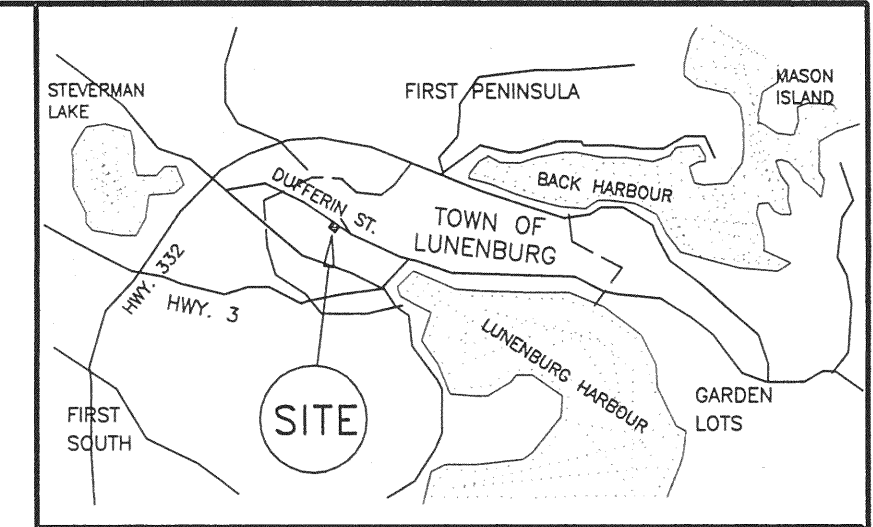 STEVERMAN
LAKE
FIRST PENINSULA
MASON
ISLAND
BACK HARBOUR
DUFFERIN ST.
TOWN OF
LUNENBURG
HWY. 332
HWY. 3
LUNENBURG HARBOUR
SITE
FIRST
SOUTH
GARDEN
LOTS